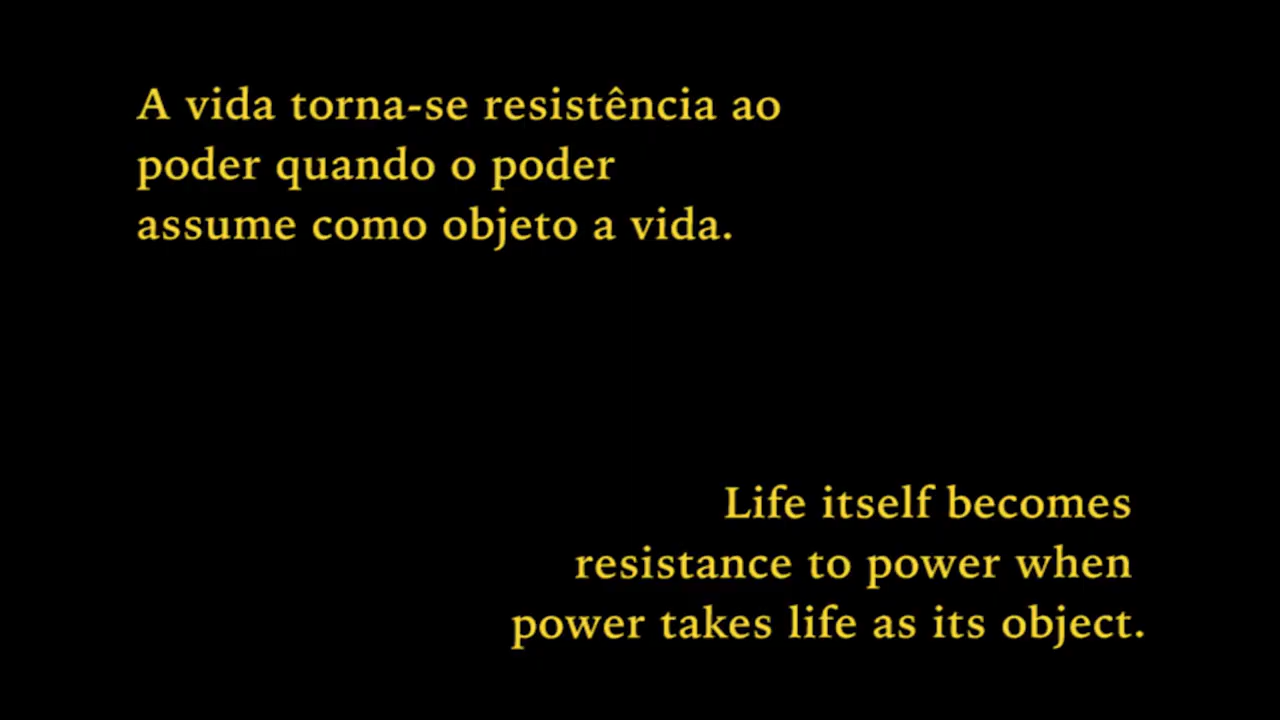 A vida torna-se resistência ao
poder quando o poder
assume como objeto a vida.
Life itself becomes
resistance to power when
power takes life as its object.